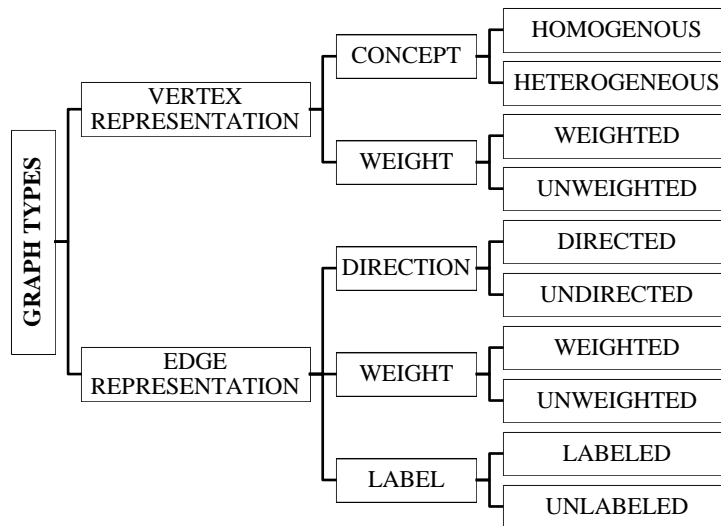 GRAPH TYPES
VERTEX
REPRESENTATION
CONCEPT
HOMOGENOUS
HETEROGENEOUS
WEIGHT
WEIGHTED
UNWEIGHTED
EDGE
REPRESENTATION
DIRECTION
DIRECTED
UNDIRECTED
WEIGHT
WEIGHTED
UNWEIGHTED
LABEL
LABELED
UNLABELED